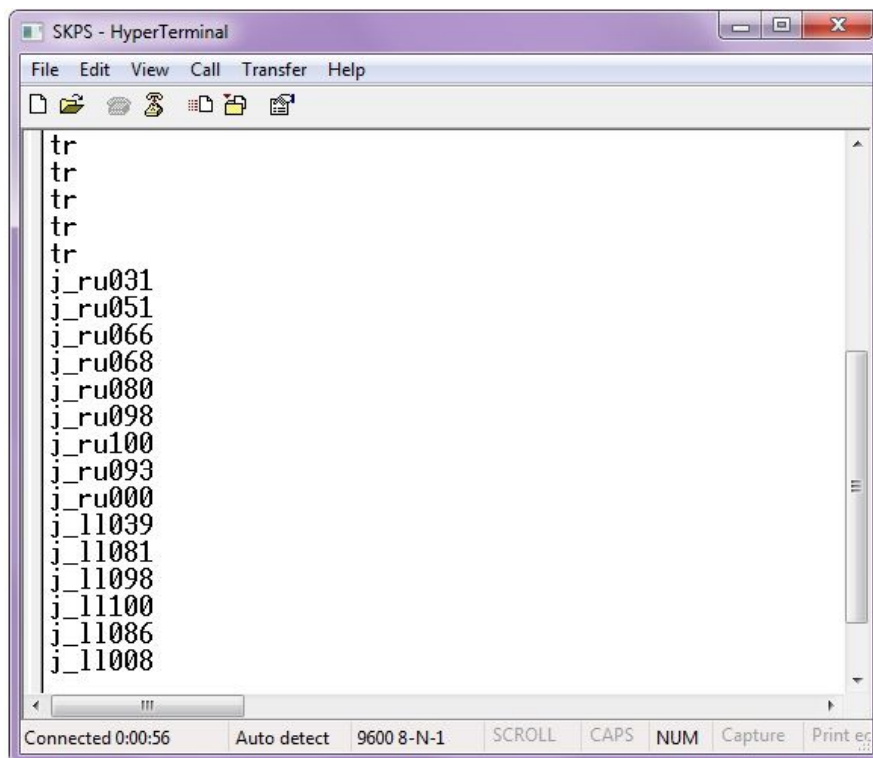 SKPS - HyperTerminal
File Edit View Call Transfer Help
tr
tr
tr
tr
tr
j_ru031
j_ru051
j_ru066
j_ru068
j_ru080
j_ru098
j_ru100
j_ru093
j_ru000
j_ll039
j_ll081
j_ll098
j_ll100
j_ll086
j_ll008
Connected 0:00:56 Auto detect 9600 8-N-1 SCROLL CAPS NUM Capture Print ec